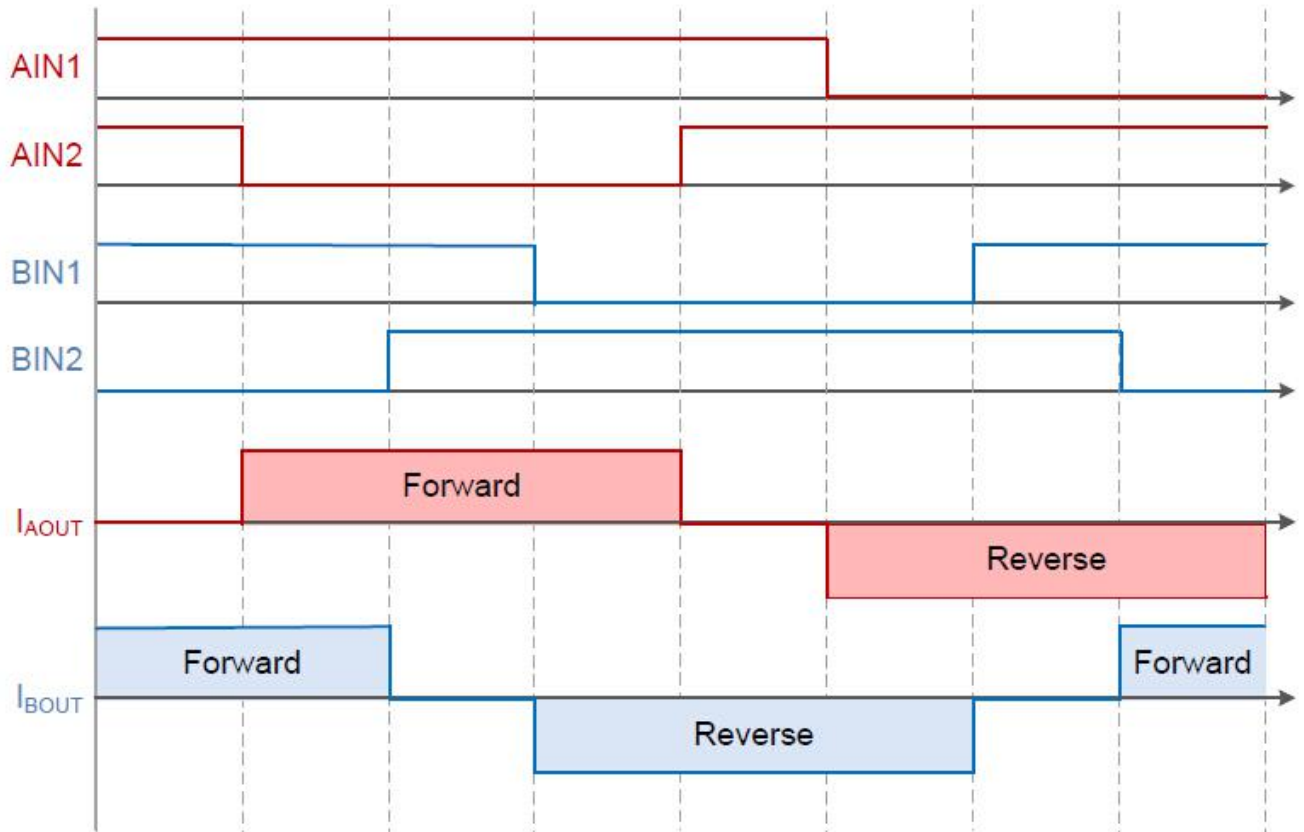 AIN1
AIN2
BIN1
BIN2
Forward
IAOUT
Reverse
Forward
Forward
IBOUT
Reverse